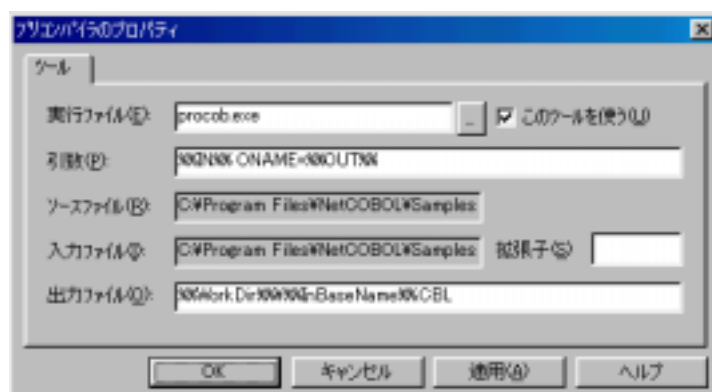 プリコンパイラのプロパティ
ツール
実行ファイル(E): procob.exe ... このツールを使う(U)
引数(P): %%IN%% ONAME=%%OUT%%
ソースファイル(R): C:¥Program Files¥NetCOBOL¥Samples
入力ファイル(I): C:¥Program Files¥NetCOBOL¥Samples 拡張子(S)
出力ファイル(O): %%WorkDir%%¥%%InBaseName%%.CBL
OK キャンセル 適用(A) ヘルプ